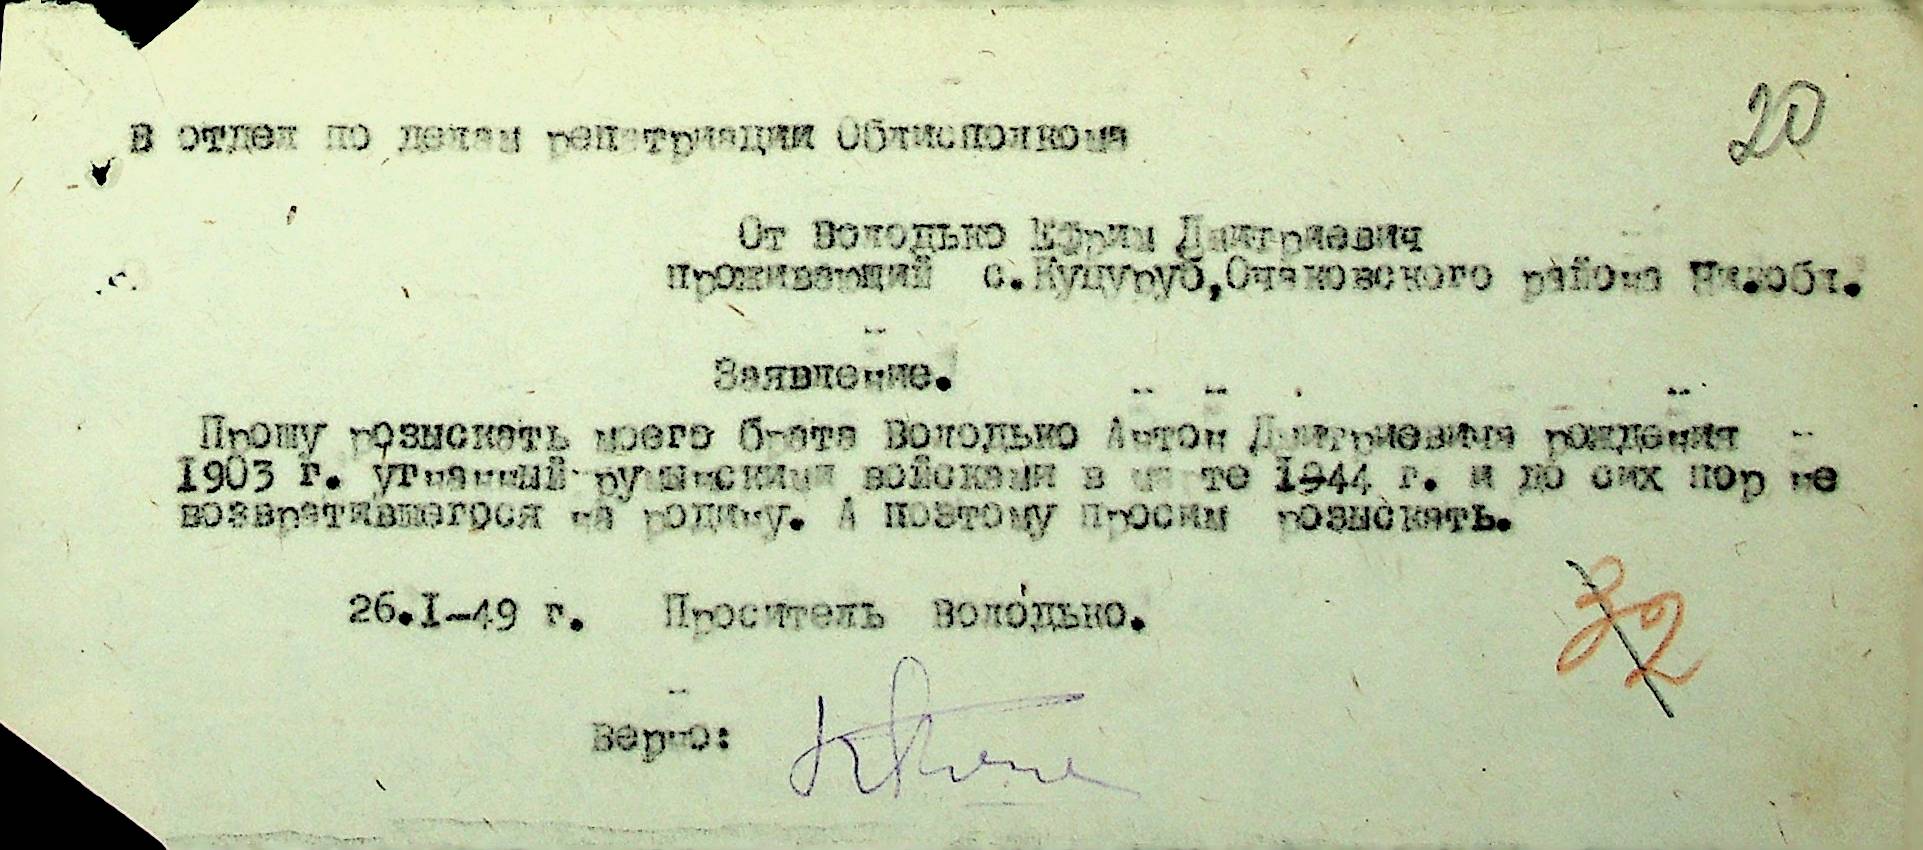 20
В отдел по делам репатриации Облисполкома
От Володько Ефрим Дмитриевич
проживающий с.Куцуруб,Очаковского района Ник.обл.
Заявление.
Прошу розыскать моего брата Володько Антон Дмитриевича рождения
1903 г. угнанный румынскими войсками в марте 1944 г. и до сих пор не
возвратившегося на родину. А поэтому просим розыскать.
26.I-49 г. Проситель Володько.
32
Верно: